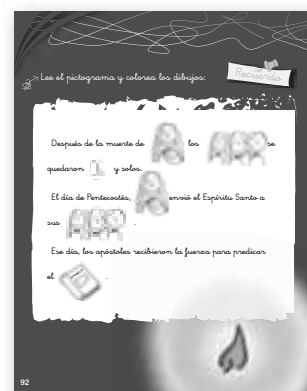 Lee el pictograma y colorea los dibujos:
Recuerdo
Después de la muerte de los se
quedaron y solos.
El día de Pentecostés, envió el Espíritu Santo a
sus .
Ese día, los apóstoles recibieron la fuerza para predicar
el .
92